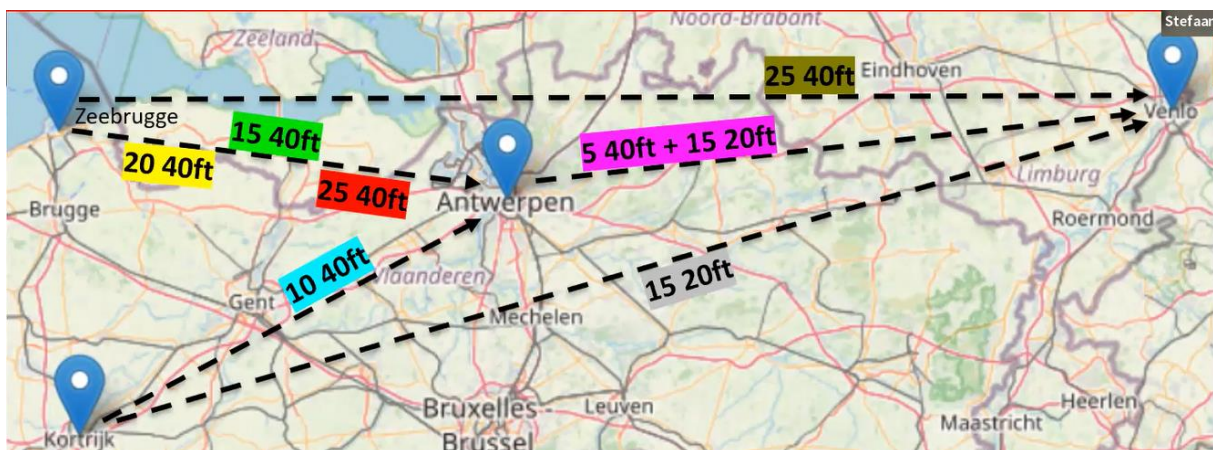 Stefaan
Noord-Brabant
Zeeland
25 40ft
Eindhoven
Zeebrugge
Venlo
15 40ft
5 40ft + 15 20ft
20 40ft
Limburg
25 40ft
Antwerpen
Brugge
Roermond
10 40ft
Vlaanderen
15 20ft
Gent
Mechelen
Bruxelles -
Brussel
Leuven
Heerlen
Maastricht
Kortrijk